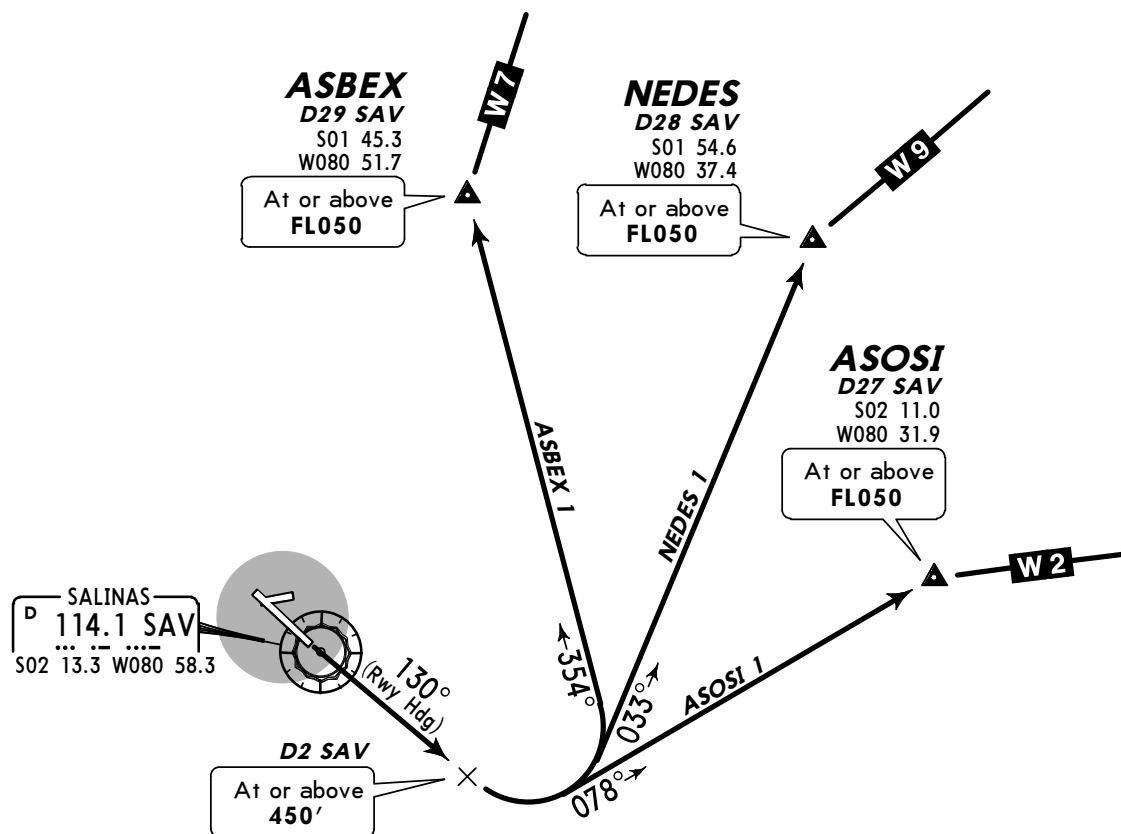 W 7
ASBEX
D29 SAV
S01 45.3
W080 51.7
At or above
FL050
NEDES
D28 SAV
S01 54.6
W080 37.4
At or above
FL050
W 9
ASOSI
D27 SAV
S02 11.0
W080 31.9
At or above
FL050
W 2
ASBEX 1
NEDES 1
ASOSI 1
SALINAS
D 114.1 SAV
S02 13.3 W080 58.3
130°
(Rwy Hdg)
354°
033°
078°
D2 SAV
At or above
450'